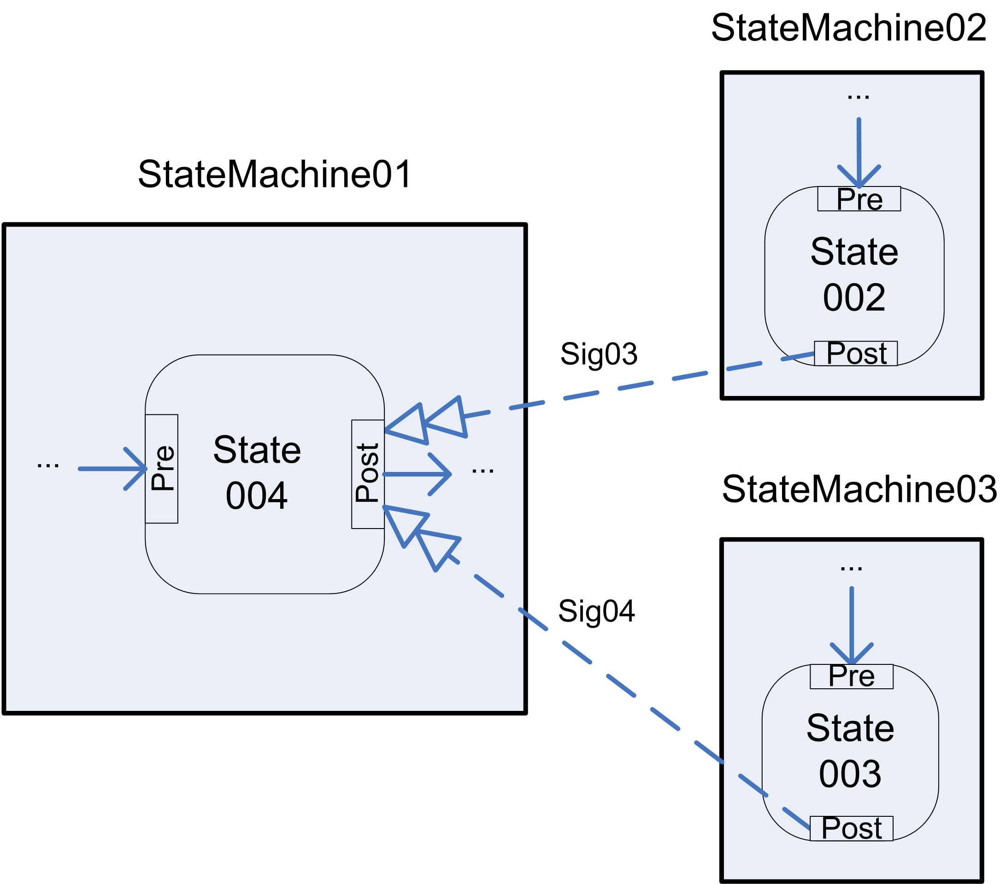 StateMachine02
...
Pre
State
002
Post
StateMachine01
...
Pre
State
004
Post
...
Sig03
Sig04
StateMachine03
...
Pre
State
003
Post